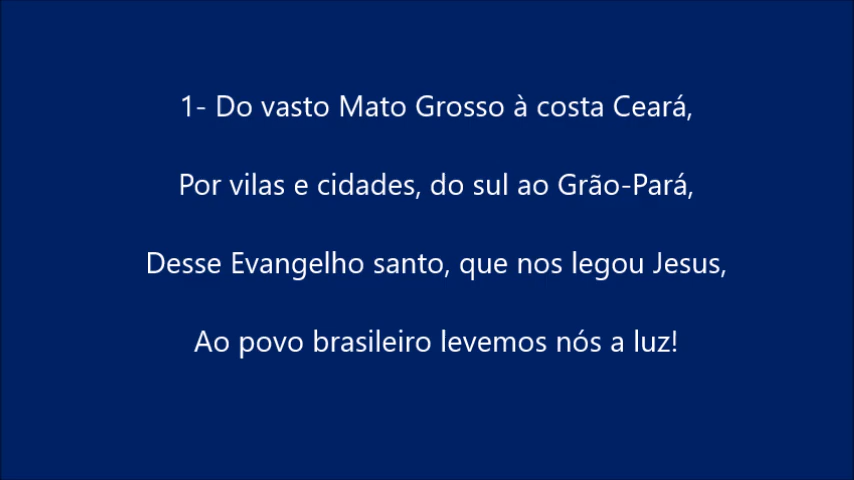 1- Do vasto Mato Grosso à costa Ceará,
Por vilas e cidades, do sul ao Grão-Pará,
Desse Evangelho santo, que nos legou Jesus,
Ao povo brasileiro levemos nós a luz!